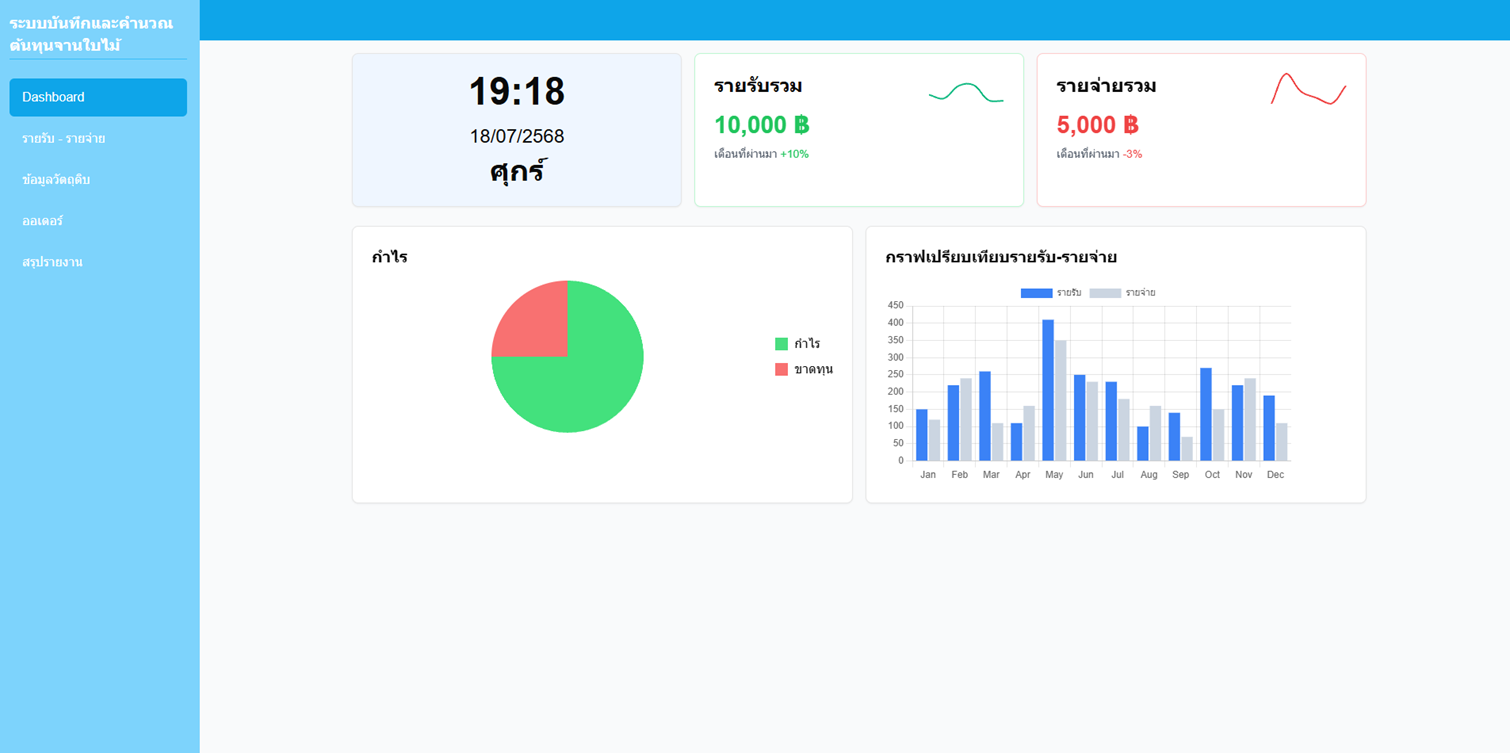 ระบบบันทึกและคำนวณ
ต้นทุนจานใบไม้
Dashboard
รายรับ - รายจ่าย
ข้อมูลวัตถุดิบ
ออเดอร์
สรุปรายงาน
19:18
18/07/2568
ศุกร์
รายรับรวม
10,000 ฿
เดือนที่ผ่านมา +10%
รายจ่ายรวม
5,000 ฿
เดือนที่ผ่านมา -3%
กำไร
กำไร
ขาดทุน
กราฟเปรียบเทียบรายรับ-รายจ่าย
รายรับ รายจ่าย
450
400
350
300
250
200
150
100
50
0
Jan Feb Mar Apr May Jun Jul Aug Sep Oct Nov Dec